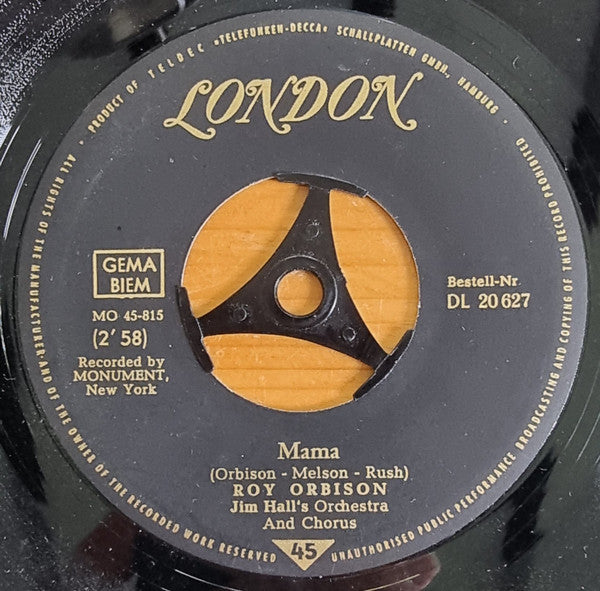 PRODUCT OF TELDEC »TELEFUNKEN-DECCA« SCHALLPLATTEN GMBH., HAMBURG
LONDON
GEMA
BIEM
MO 45-815
(2' 58)
Recorded by
MONUMENT,
New York
Bestell-Nr.
DL 20 627
Mama
(Orbison - Melson - Rush)
ROY ORBISON
Jim Hall's Orchestra
And Chorus
45
ALL RIGHTS OF THE MANUFACTURER AND OF THE OWNER OF THE RECORDED WORK RESERVED
UNAUTHORISED PUBLIC PERFORMANCE BROADCASTING AND COPYING OF THIS RECORD PROHIBITED